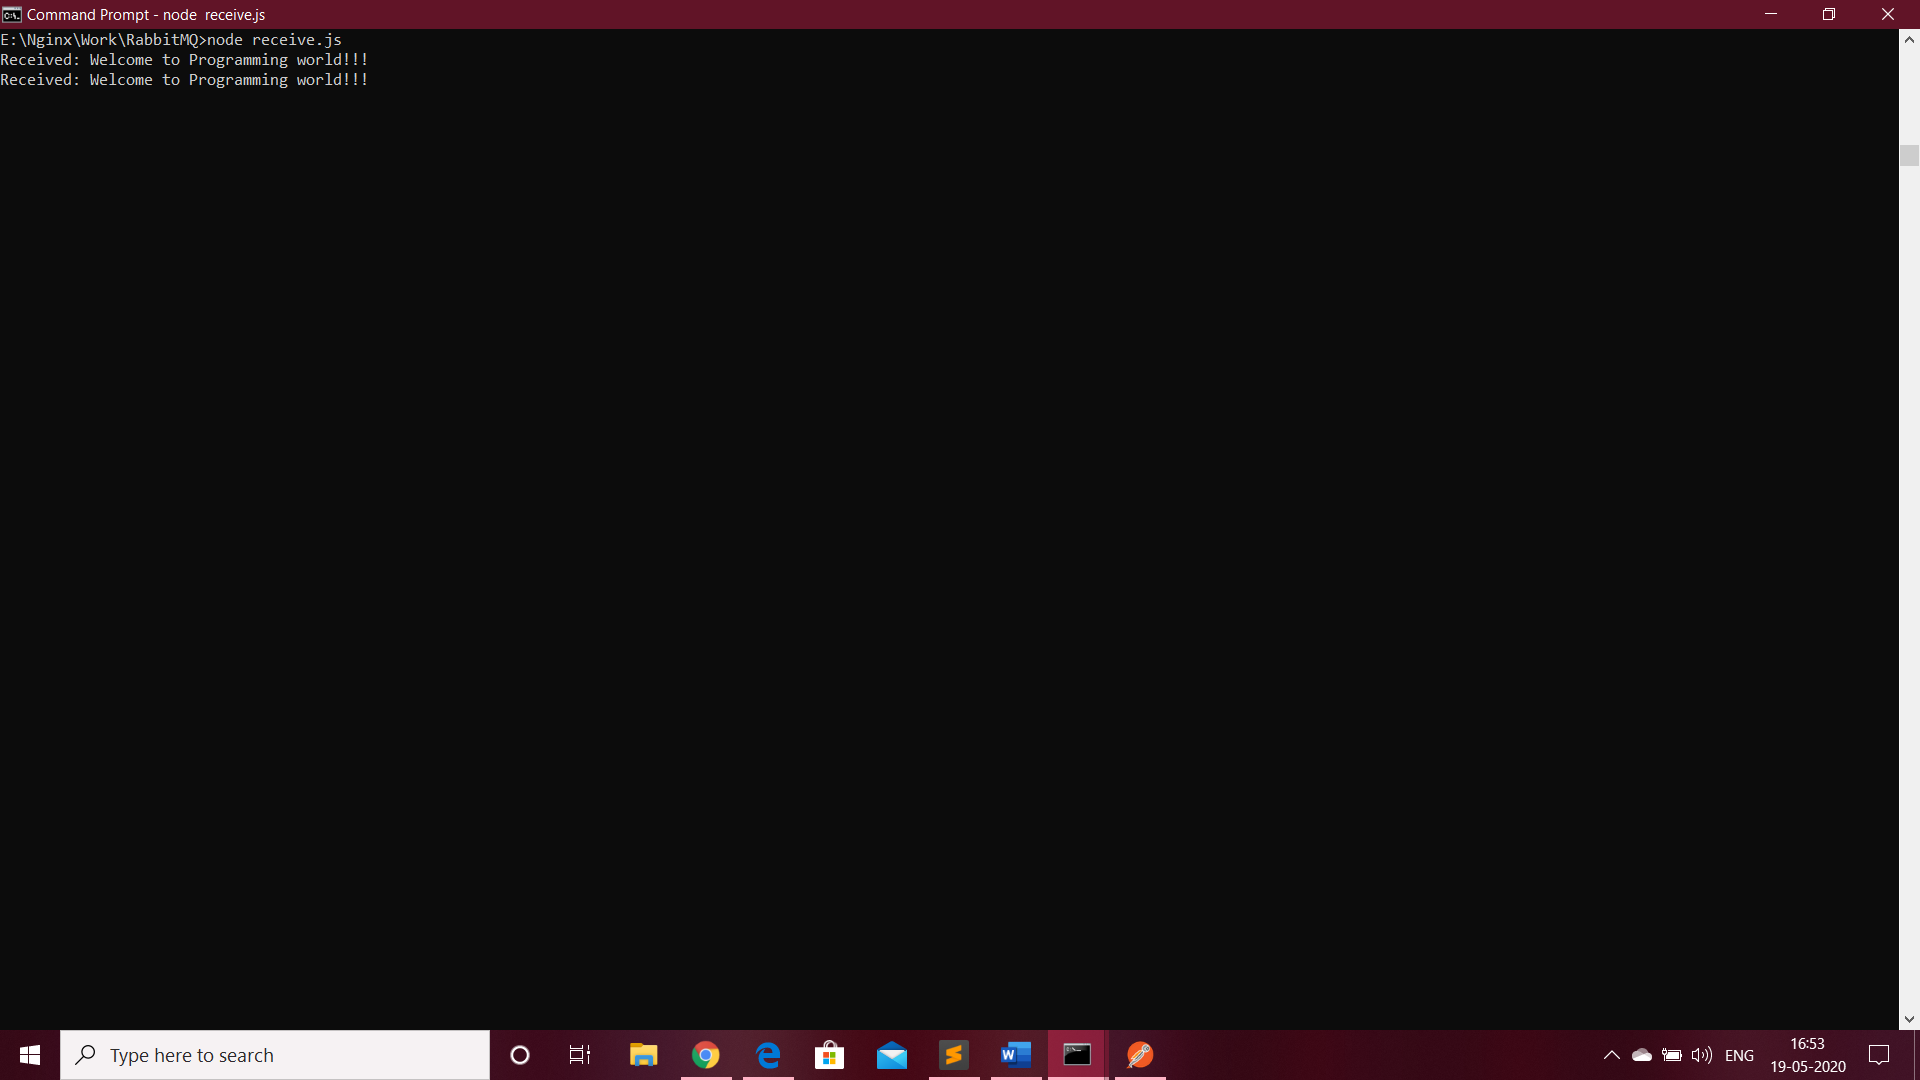 Command Prompt - node  receive.js
E:\Nginx\Work\RabbitMQ>node receive.js
Received: Welcome to Programming world!!!
Received: Welcome to Programming world!!!
Type here to search
ENG
16:53
19-05-2020